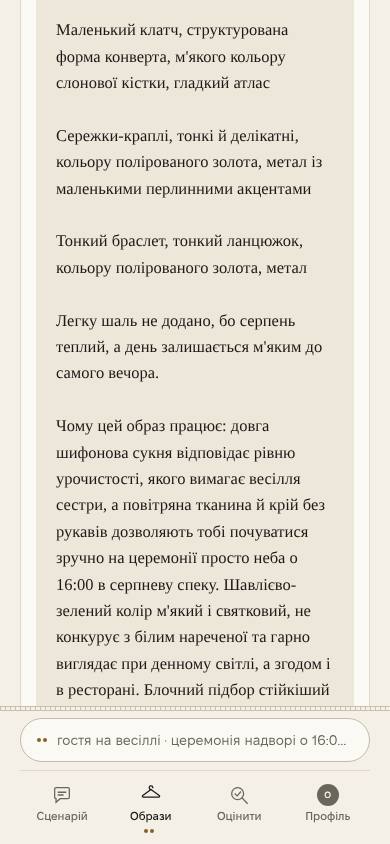 Маленький клатч, структурована
форма конверта, м'якого кольору
слонової кістки, гладкий атлас
Сережки-краплі, тонкі й делікатні,
кольору полірованого золота, метал із
маленькими перлинними акцентами
Тонкий браслет, тонкий ланцюжок,
кольору полірованого золота, метал
Легку шаль не додано, бо серпень
теплий, а день залишається м'яким до
самого вечора.
Чому цей образ працює: довга
шифонова сукня відповідає рівню
урочистості, якого вимагає весілля
сестри, а повітряна тканина й крій без
рукавів дозволяють тобі почуватися
зручно на церемонії просто неба о
16:00 в серпневу спеку. Шавлієво-
зелений колір м'який і святковий, не
конкурує з білим нареченої та гарно
виглядає при денному світлі, а згодом і
в ресторані. Блочний підбор стійкіший
гостя на весіллі · церемонія надворі о 16:0...
Сценарій
Образи
Оцінити
О
Профіль